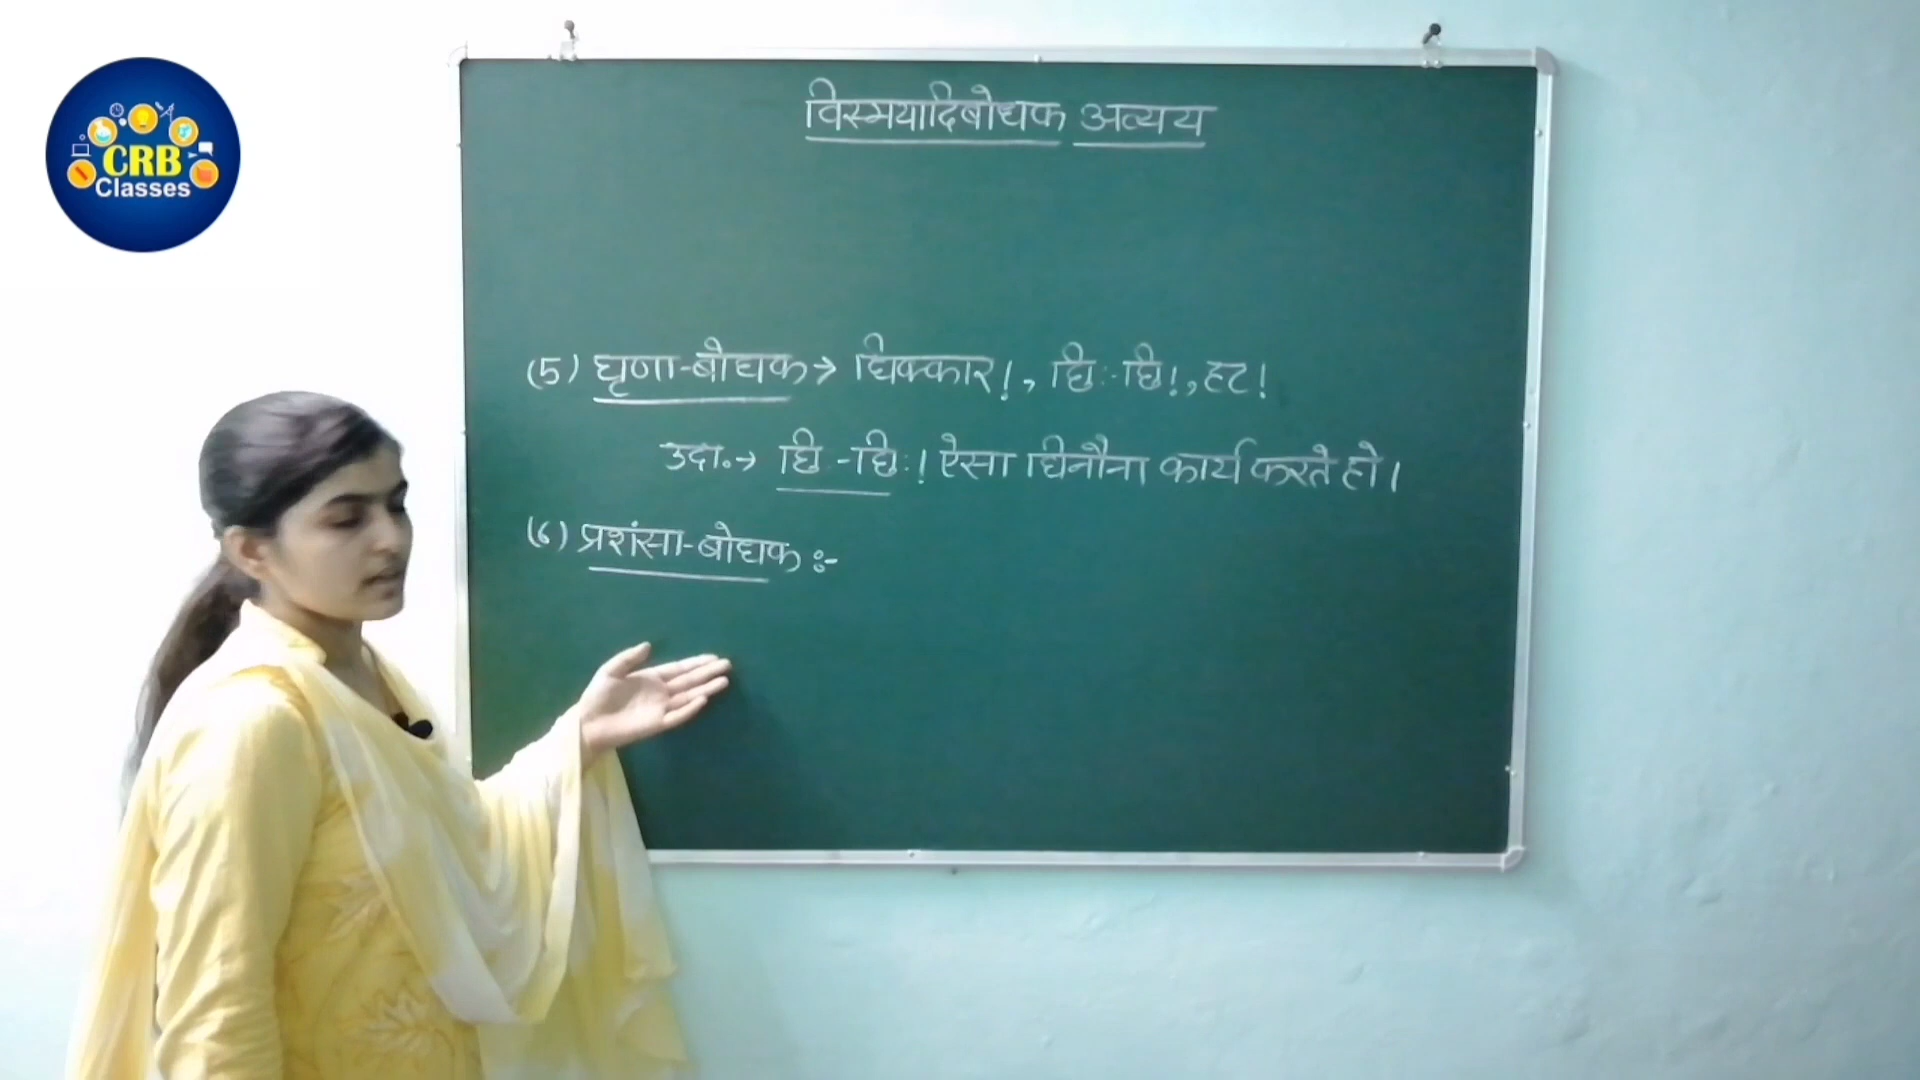 CRB
Classes
विस्मयादिबोधक अव्यय
(5) घृणा-बोधक → धिक्कार!, छिः-छि!, हट!
उदा.→ छि -छिः! ऐसा घिनौना कार्य करते हो।
(6) प्रशंसा-बोधक :-